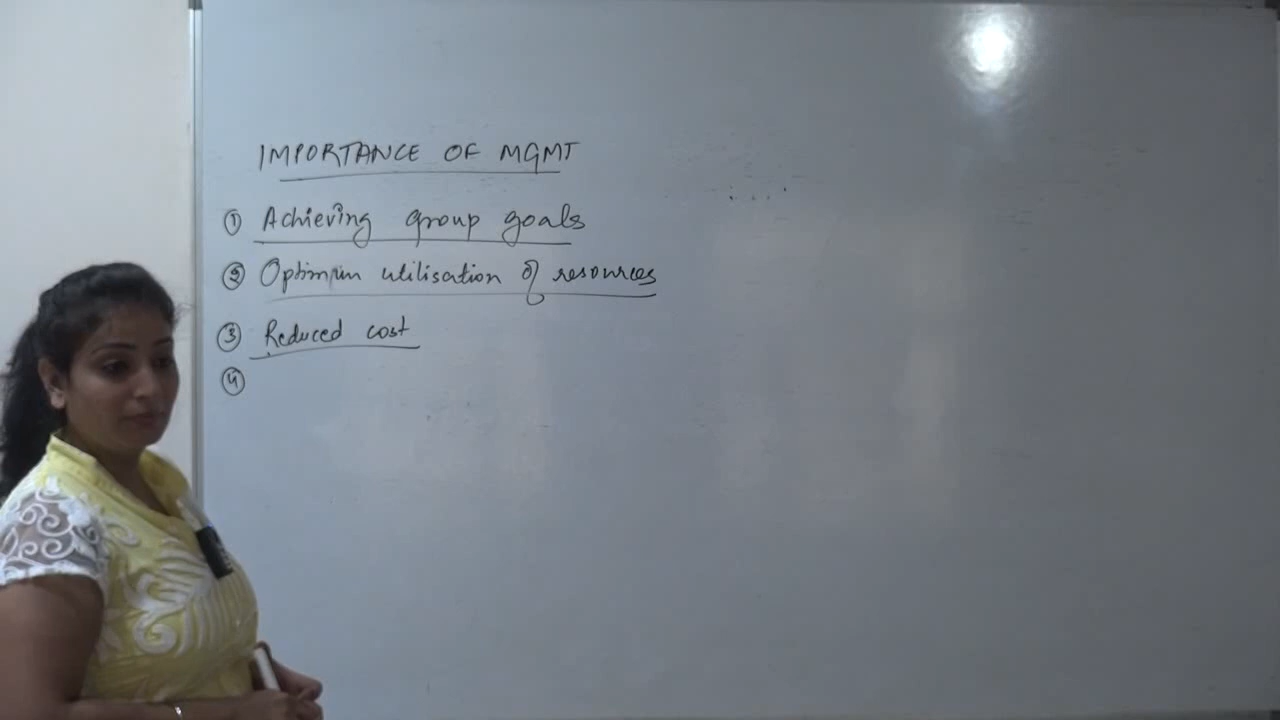 IMPORTANCE OF MGMT
① Achieving group goals
② Optimum utilisation of resources
③ Reduced cost
④